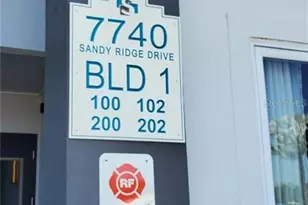 7740
SANDY RIDGE DRIVE
BLD 1
100 102
200 202
RF